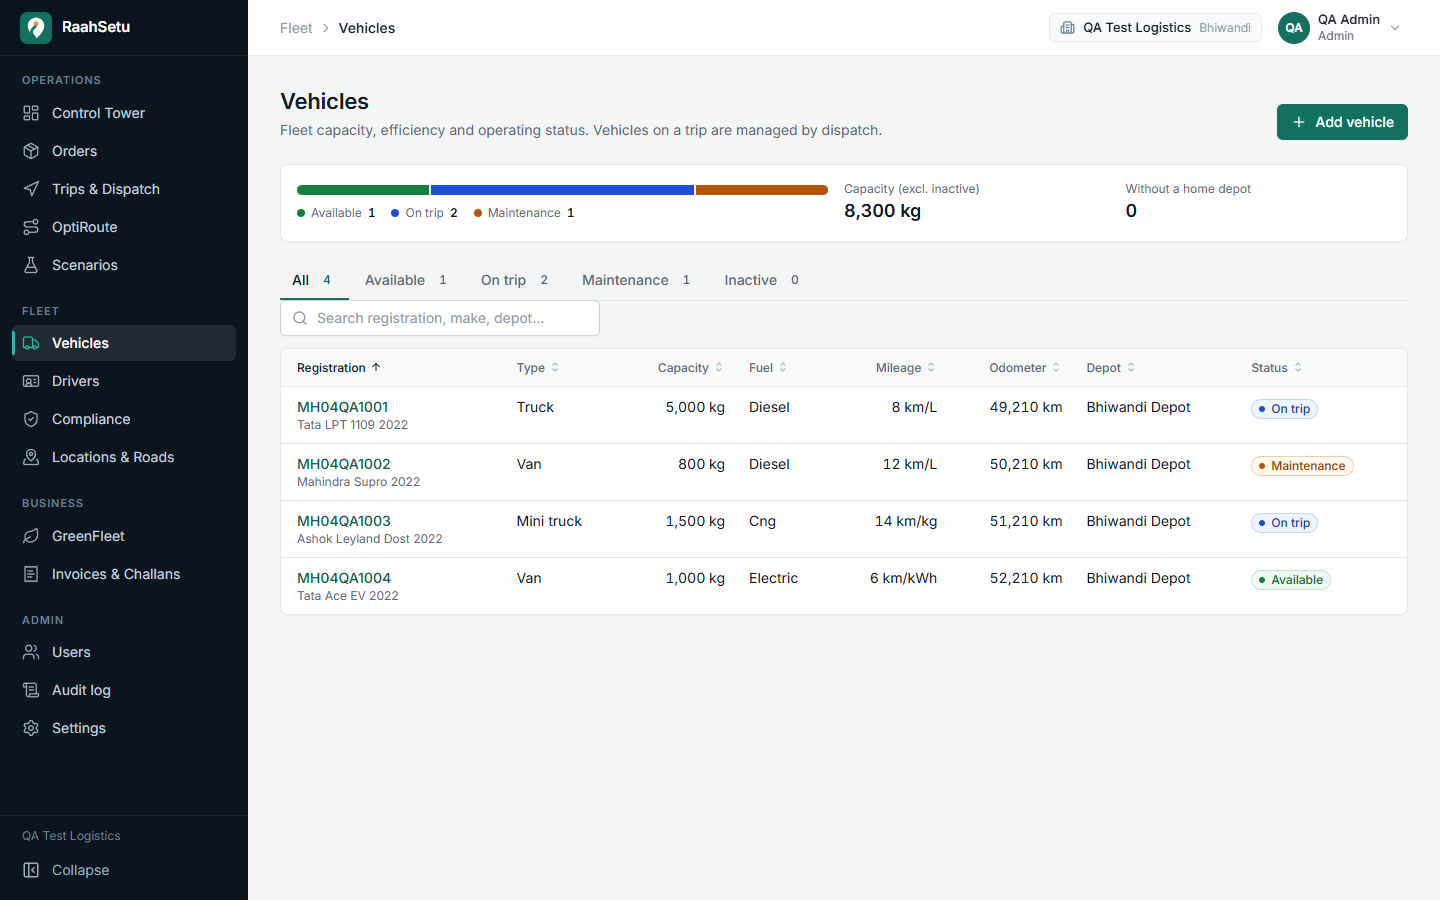 RaahSetu
OPERATIONS
Control Tower
Orders
Trips & Dispatch
OptiRoute
Scenarios
FLEET
Vehicles
Drivers
Compliance
Locations & Roads
BUSINESS
GreenFleet
Invoices & Challans
ADMIN
Users
Audit log
Settings
QA Test Logistics
Collapse
Fleet > Vehicles
QA Test Logistics Bhiwandi
QA
QA Admin
Admin
Vehicles
Fleet capacity, efficiency and operating status. Vehicles on a trip are managed by dispatch.
+ Add vehicle
Available 1 On trip 2 Maintenance 1
Capacity (excl. inactive)
8,300 kg
Without a home depot
0
All 4 Available 1 On trip 2 Maintenance 1 Inactive 0
Search registration, make, depot...
Registration Type Capacity Fuel Mileage Odometer Depot Status
MH04QA1001 Truck 5,000 kg Diesel 8 km/L 49,210 km Bhiwandi Depot On trip
Tata LPT 1109 2022
MH04QA1002 Van 800 kg Diesel 12 km/L 50,210 km Bhiwandi Depot Maintenance
Mahindra Supro 2022
MH04QA1003 Mini truck 1,500 kg Cng 14 km/kg 51,210 km Bhiwandi Depot On trip
Ashok Leyland Dost 2022
MH04QA1004 Van 1,000 kg Electric 6 km/kWh 52,210 km Bhiwandi Depot Available
Tata Ace EV 2022